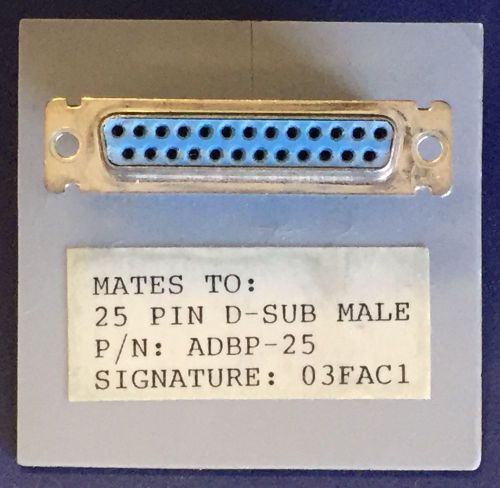 MATES TO:
25 PIN D-SUB MALE
P/N: ADBP-25
SIGNATURE: 03FAC1